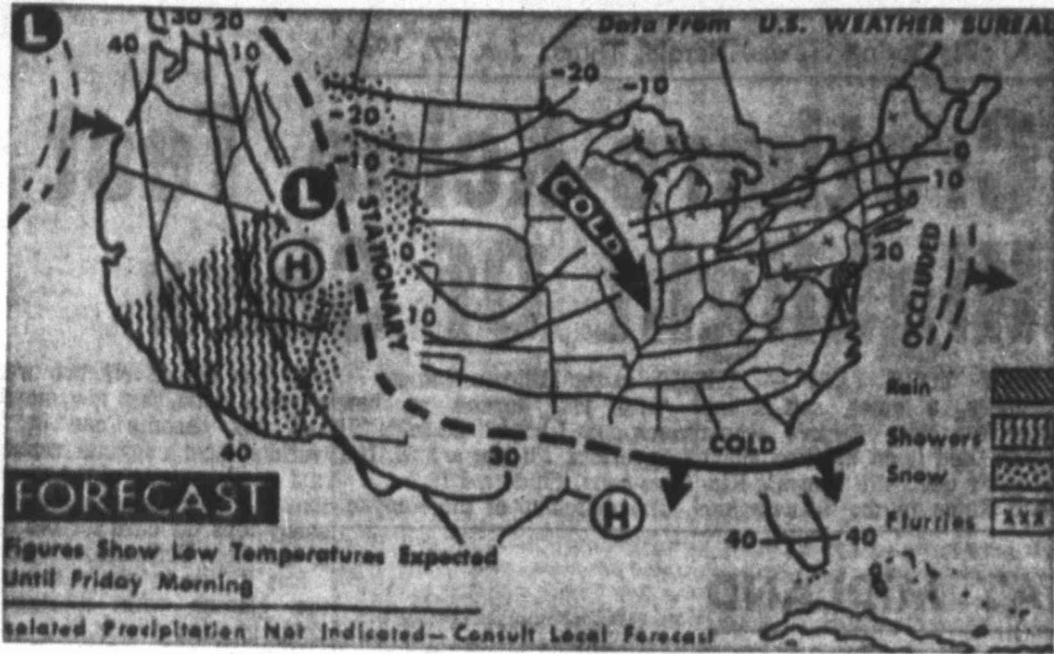 Data From U.S. WEATHER BUREAU
L
30 20
40 10
-20 -10
-20
-10
L
STATIONARY
COLD
0
10
H
0
20
OCCLUDED
10
Rain
COLD
Showers
40
30
Snow
FORECAST
H
Flurries xxx
40 40
Figures Show Low Temperatures Expected
Until Friday Morning
solated Precipitation Not Indicated—Consult Local Forecast